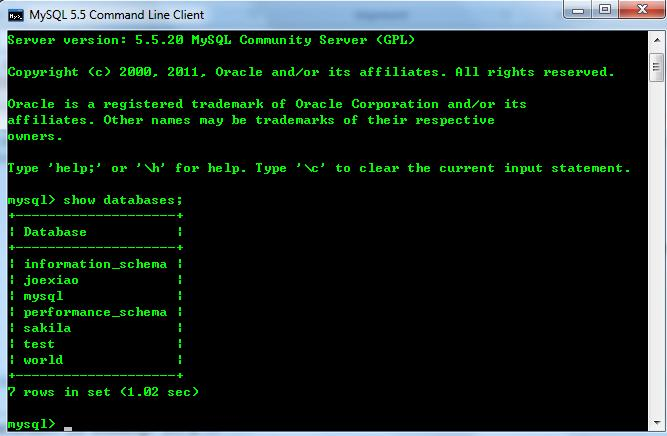 MySQL 5.5 Command Line Client
Server version: 5.5.20 MySQL Community Server (GPL)
Copyright (c) 2000, 2011, Oracle and/or its affiliates. All rights reserved.
Oracle is a registered trademark of Oracle Corporation and/or its
affiliates. Other names may be trademarks of their respective
owners.
Type 'help;' or '\h' for help. Type '\c' to clear the current input statement.
mysql> show databases;
+--------------------+
| Database           |
+--------------------+
| information_schema |
| joexiao            |
| mysql              |
| performance_schema |
| sakila             |
| test               |
| world              |
+--------------------+
7 rows in set (1.02 sec)
mysql> _